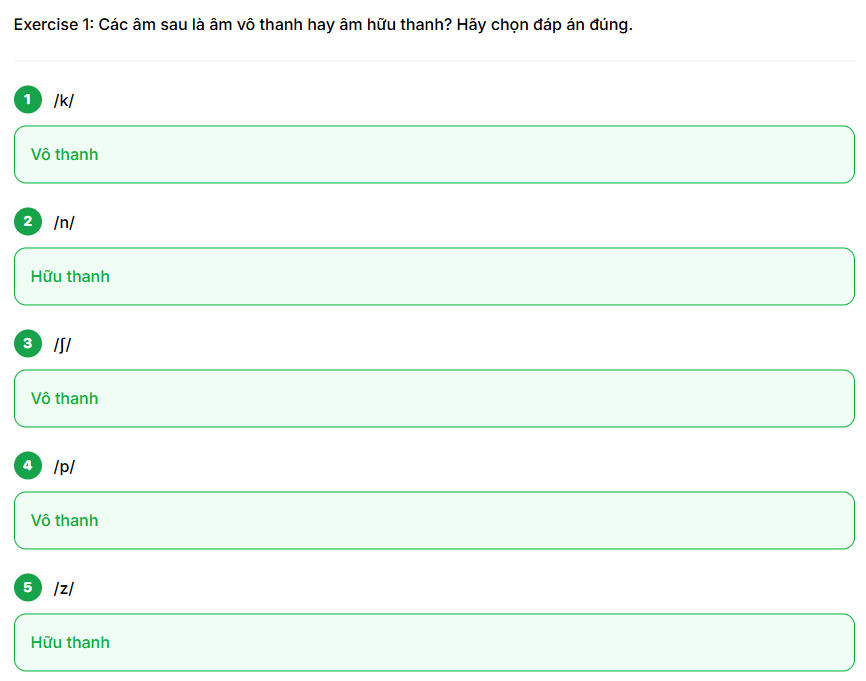 Exercise 1: Các âm sau là âm vô thanh hay âm hữu thanh? Hãy chọn đáp án đúng.
1 /k/
Vô thanh
2 /n/
Hữu thanh
3 /ʃ/
Vô thanh
4 /p/
Vô thanh
5 /z/
Hữu thanh